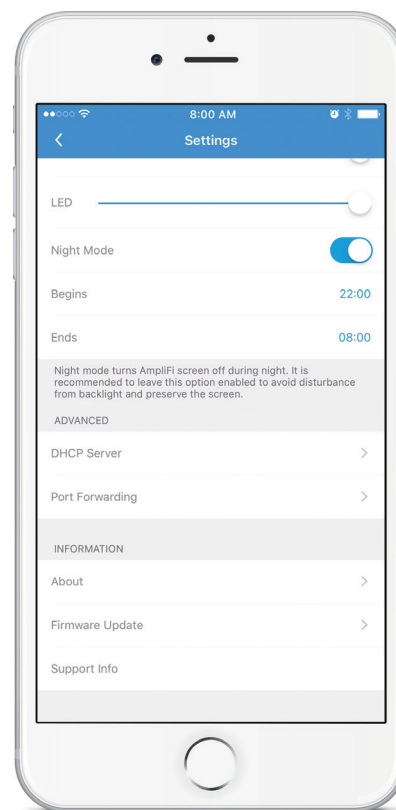 8:00 AM
Settings
LED
Night Mode
Begins 22:00
Ends 08:00
Night mode turns AmpliFi screen off during night. It is
recommended to leave this option enabled to avoid disturbance
from backlight and preserve the screen.
ADVANCED
DHCP Server
Port Forwarding
INFORMATION
About
Firmware Update
Support Info